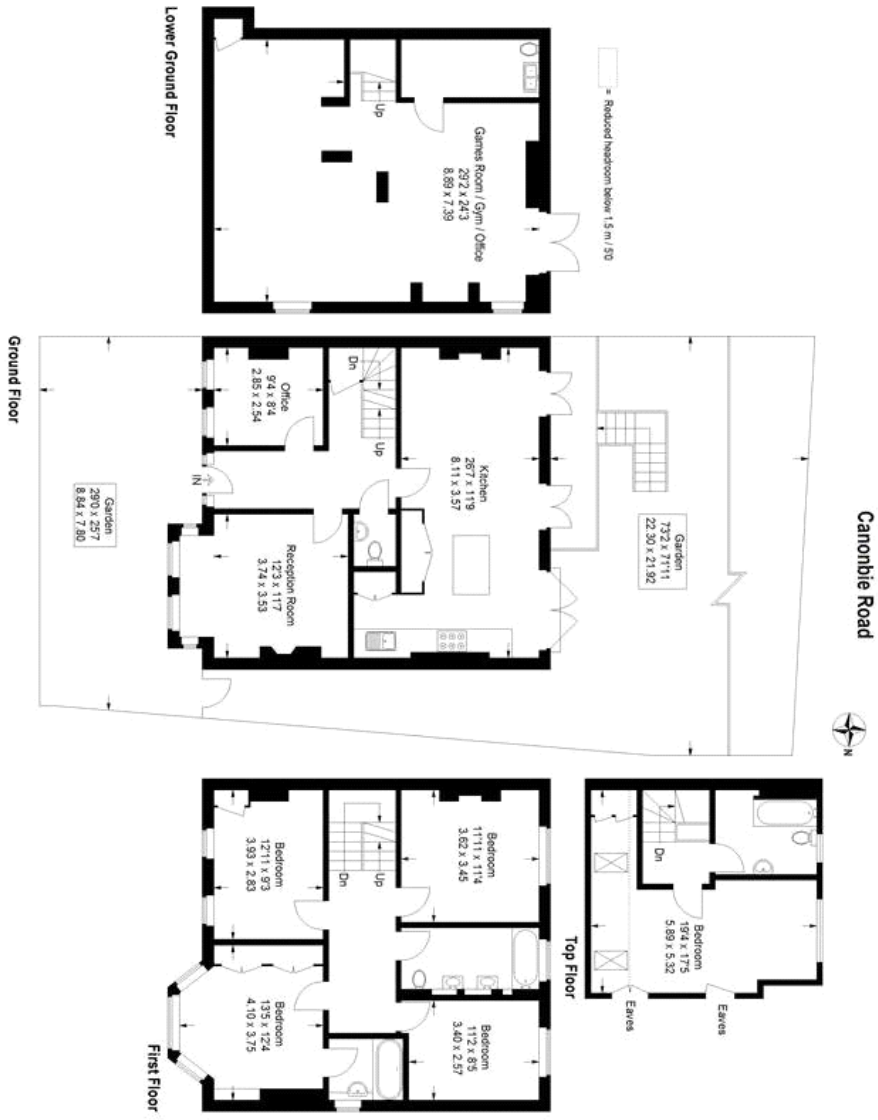 Canonbie Road
N
= Reduced headroom below 1.5 m / 5'0
Games Room / Gym / Office
29'2 x 24'3
8.89 x 7.39
Up
Lower Ground Floor
Garden
73'2 x 71'11
22.30 x 21.92
Kitchen
26'7 x 11'9
8.11 x 3.57
Dn
Up
Office
9'4 x 8'4
2.85 x 2.54
IN
Reception Room
12'3 x 11'7
3.74 x 3.53
Garden
29'0 x 25'7
8.84 x 7.80
Ground Floor
Bedroom
11'11 x 11'4
3.62 x 3.45
Bedroom
11'2 x 8'5
3.40 x 2.57
Up
Dn
Bedroom
12'11 x 9'3
3.93 x 2.83
Bedroom
13'5 x 12'4
4.10 x 3.75
First Floor
Dn
Bedroom
19'4 x 17'5
5.89 x 5.32
Eaves
Eaves
Top Floor